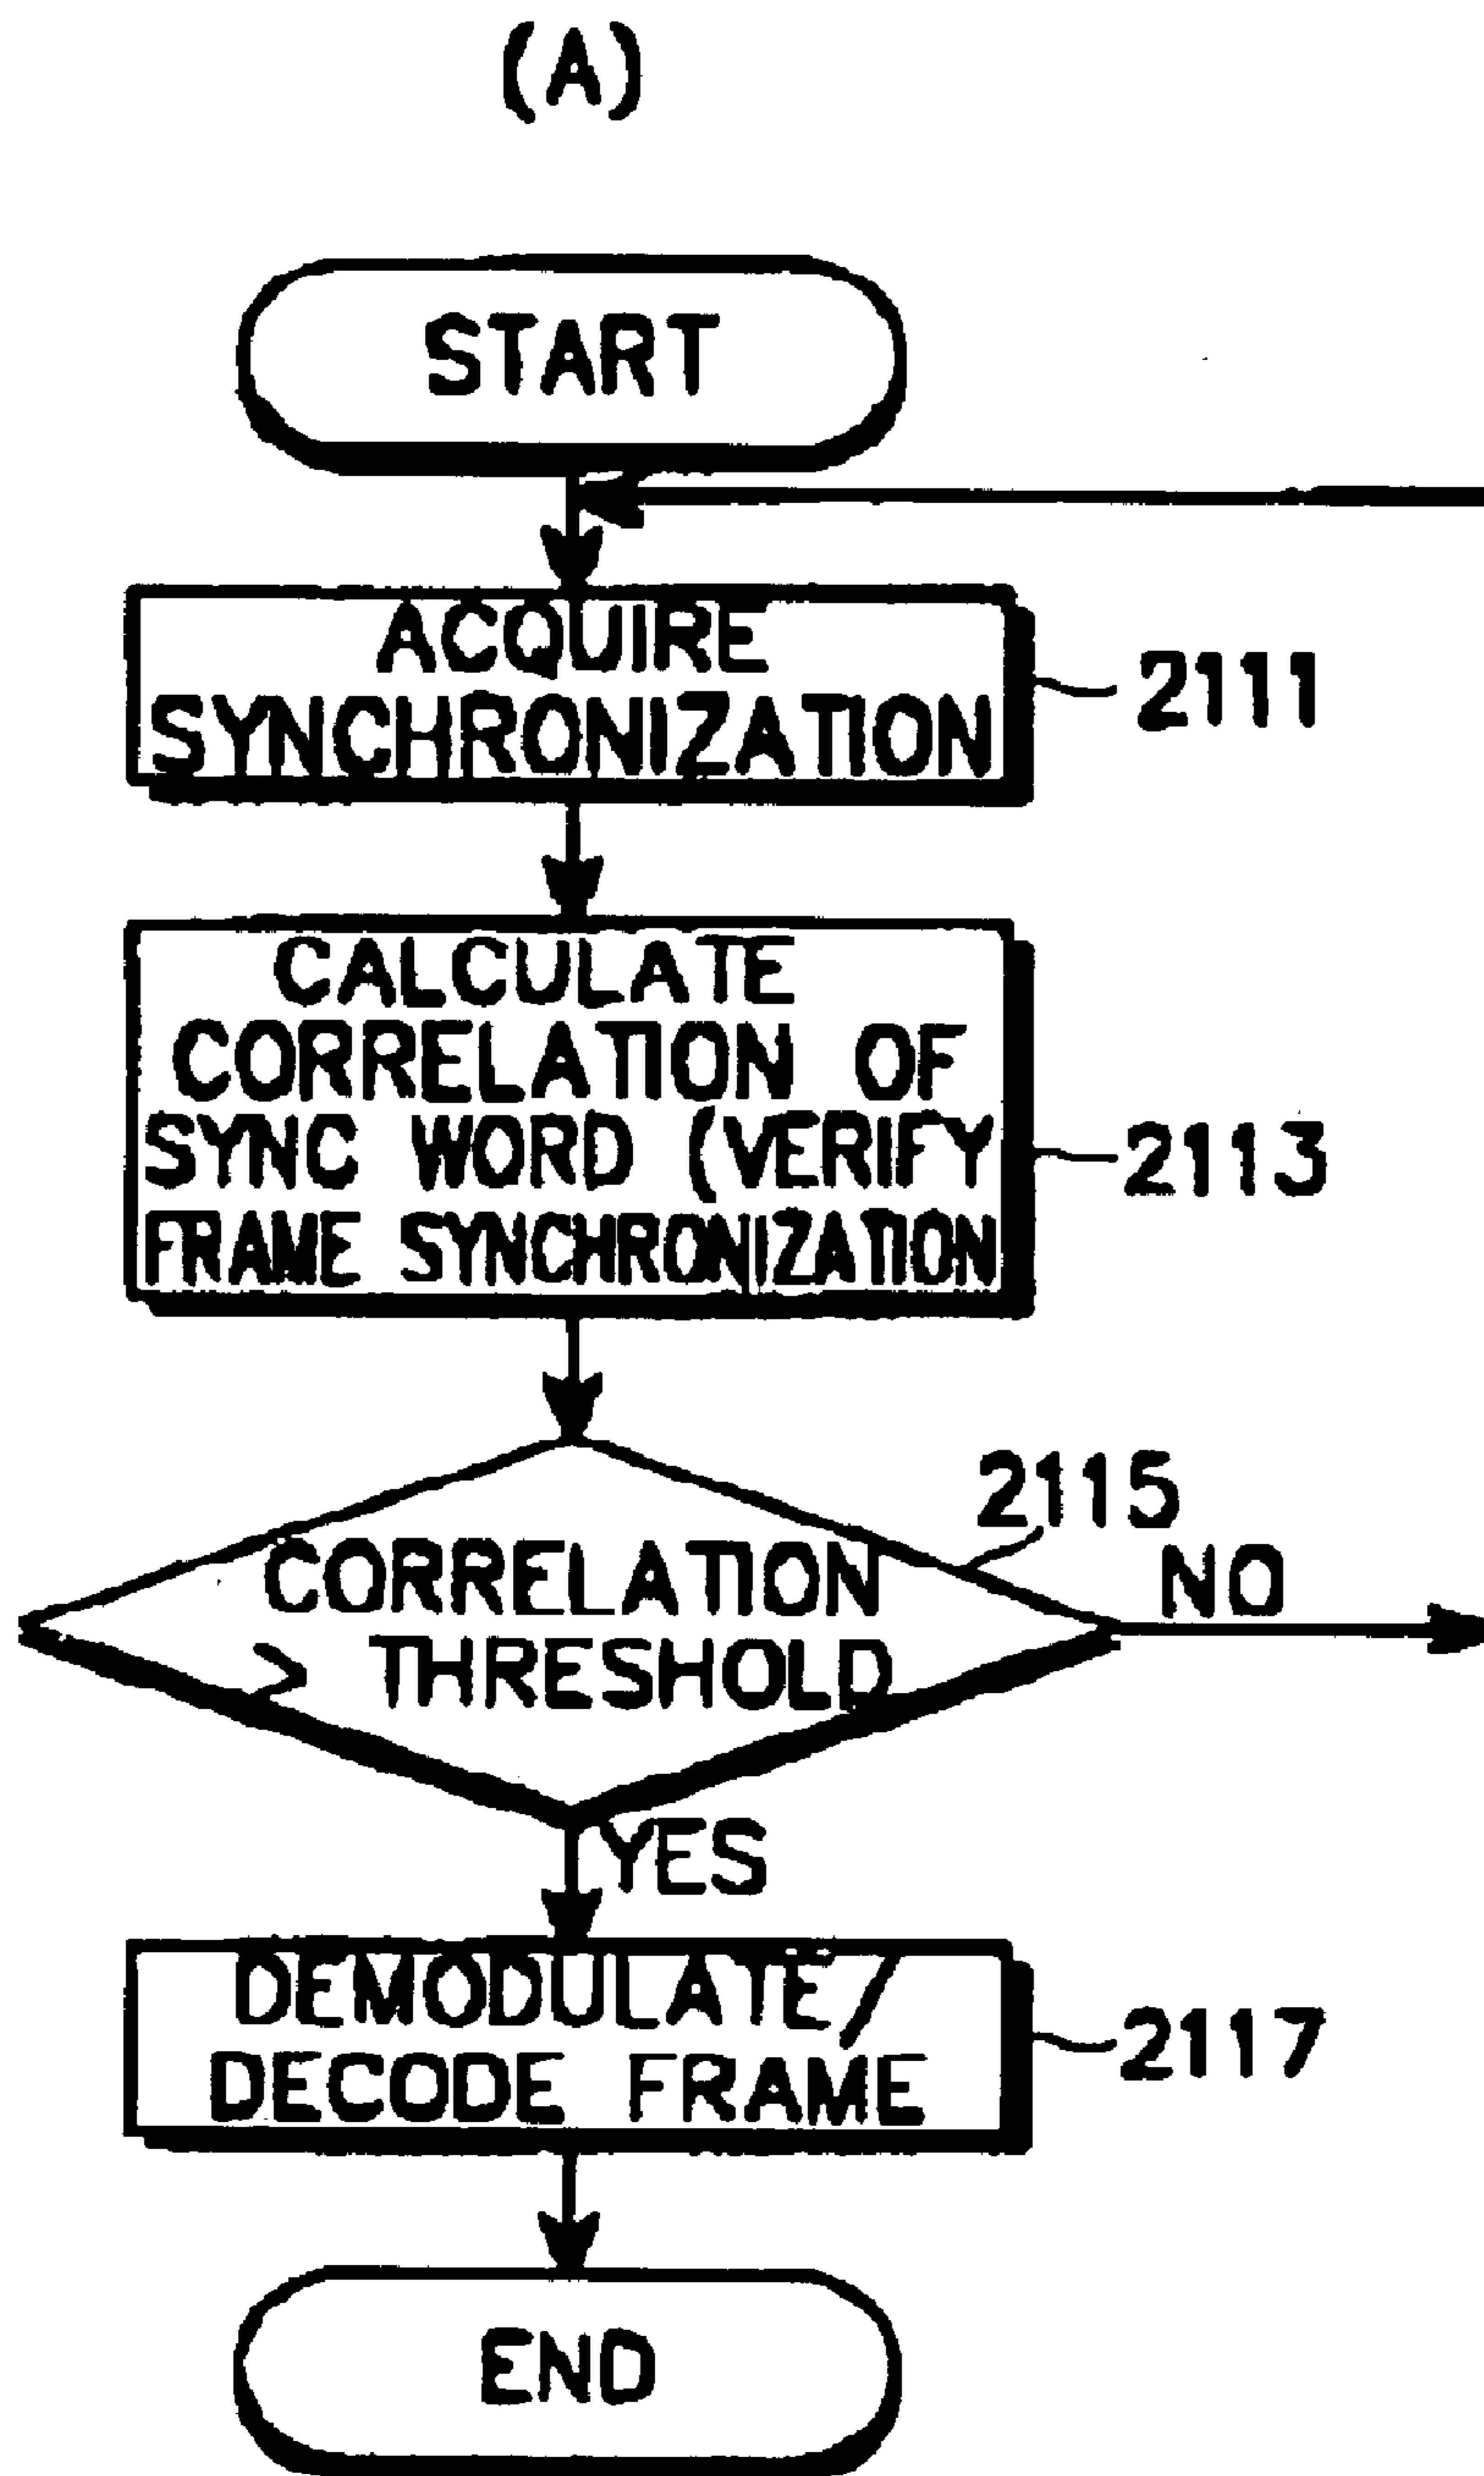 (A)
START
ACQUIRE
SYNCHRONIZATION
2111
CALCULATE
CORRELATION OF
SYNC WORD (VERIFY
FRAME SYNCHRONIZATION
2113
2115
CORRELATION
> THRESHOLD
NO
YES
DEMODULATE/
DECODE FRAME
2117
END